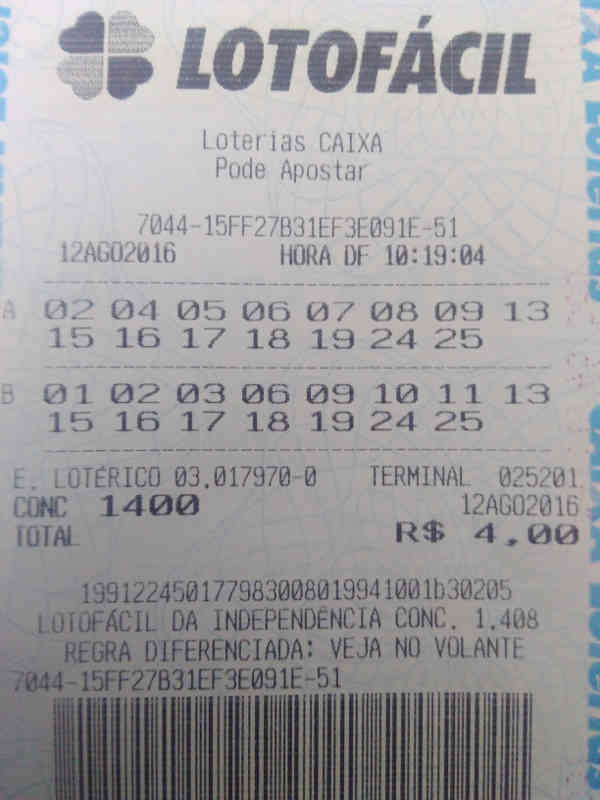 LOTOFÁCIL
Loterias CAIXA
Pode Apostar
7044-15FF27B31EF3E091E-51
12AGO2016 HORA DF 10:19:04
A 02 04 05 06 07 08 09 13
15 16 17 18 19 24 25
B 01 02 03 06 09 10 11 13
15 16 17 18 19 24 25
E. LOTÉRICO 03.017970-0 TERMINAL 025201
CONC 1400 12AGO2016
TOTAL R$ 4,00
199122450177983008019941001b30205
LOTOFÁCIL DA INDEPENDÊNCIA CONC. 1.408
REGRA DIFERENCIADA: VEJA NO VOLANTE
7044-15FF27B31EF3E091E-51